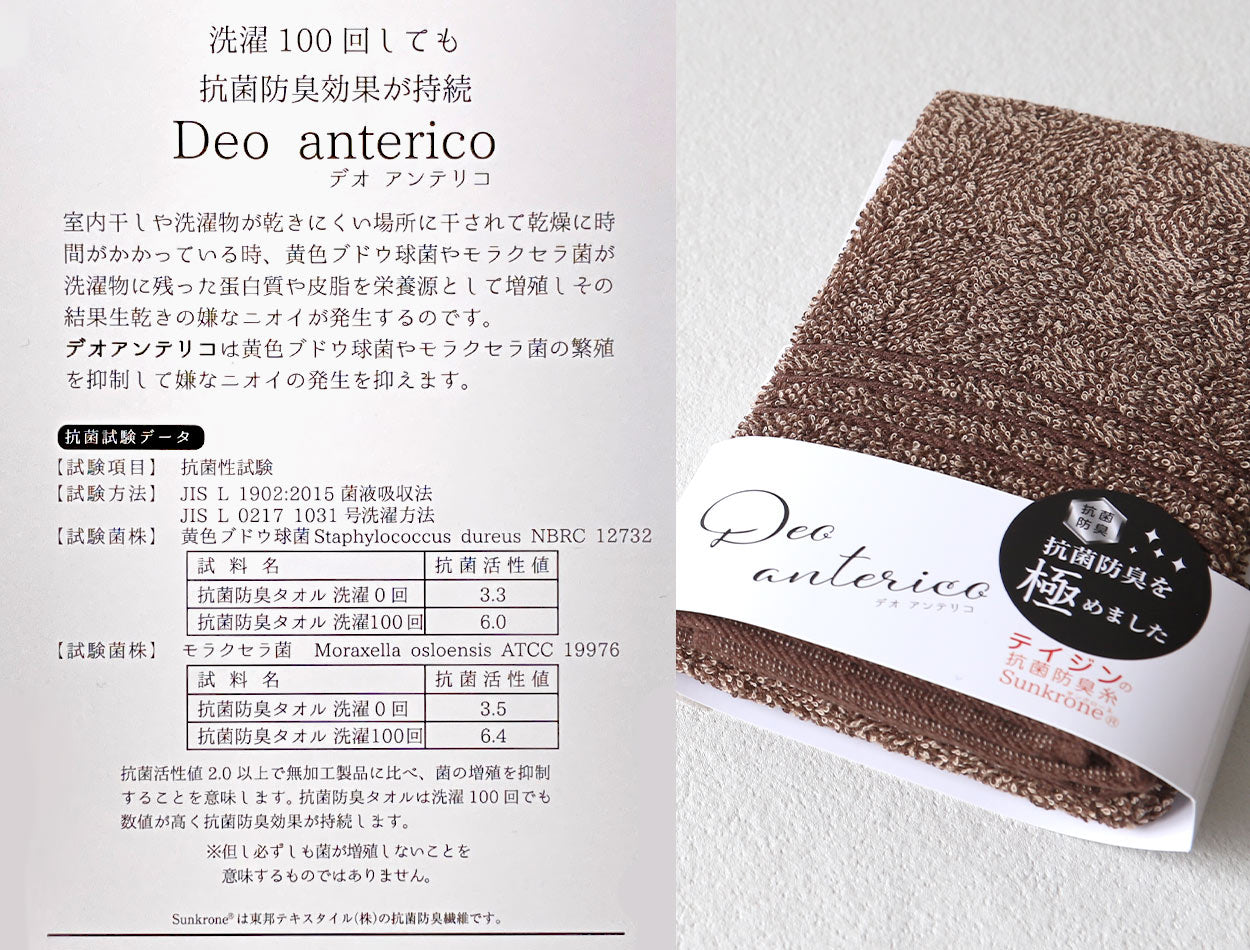 洗濯 100 回しても
抗菌防臭効果が持続
Deo anterico
デオ アンテリコ
室内干しや洗濯物が乾きにくい場所に干されて乾燥に時
間がかかっている時、黄色ブドウ球菌やモラクセラ菌が
洗濯物に残った蛋白質や皮脂を栄養源として増殖しその
結果生乾きの嫌なニオイが発生するのです。
デオアンテリコは黄色ブドウ球菌やモラクセラ菌の繁殖
を抑制して嫌なニオイの発生を抑えます。
抗菌試験データ
【試験項目】 抗菌性試験
【試験方法】 JIS L 1902:2015 菌液吸収法
JIS L 0217 1031 号洗濯方法
【試験菌株】 黄色ブドウ球菌 Staphylococcus dureus NBRC 12732
試 料 名 抗菌活性値
抗菌防臭タオル 洗濯 0 回 3.3
抗菌防臭タオル 洗濯100回 6.0
【試験菌株】 モラクセラ菌 Moraxella osloensis ATCC 19976
試 料 名 抗菌活性値
抗菌防臭タオル 洗濯 0 回 3.5
抗菌防臭タオル 洗濯100回 6.4
抗菌活性値 2.0 以上で無加工製品に比べ、菌の増殖を抑制
することを意味します。抗菌防臭タオルは洗濯 100 回でも
数値が高く抗菌防臭効果が持続します。
※但し必ずしも菌が増殖しないことを
意味するものではありません。
Sunkrone®は東邦テキスタイル(株)の抗菌防臭繊維です。
Deo
anterico
デオ アンテリコ
抗菌
防臭
抗菌防臭を
極めました
テイジンの
抗菌防臭糸
Sunkrone®